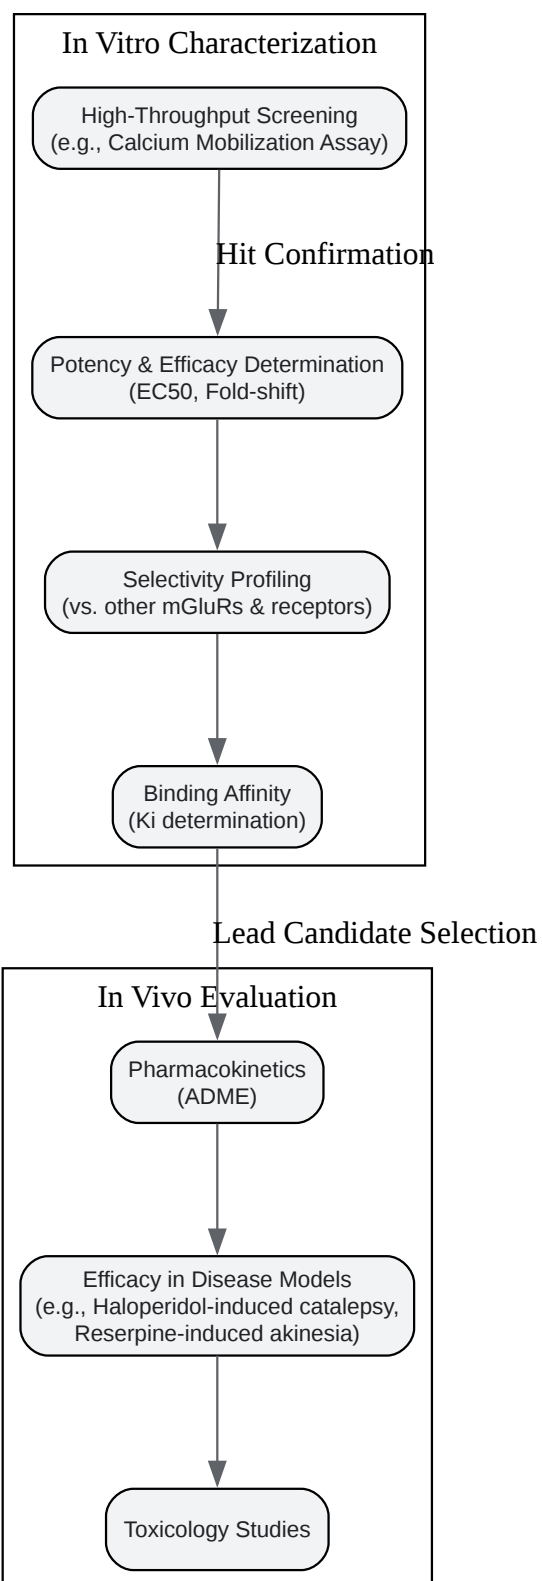 In Vitro Characterization
High-Throughput Screening
(e.g., Calcium Mobilization Assay)
Hit Confirmation
Potency & Efficacy Determination
(EC50, Fold-shift)
Selectivity Profiling
(vs. other mGluRs & receptors)
Binding Affinity
(Ki determination)
Lead Candidate Selection
In Vivo Evaluation
Pharmacokinetics
(ADME)
Efficacy in Disease Models
(e.g., Haloperidol-induced catalepsy,
Reserpine-induced akinesia)
Toxicology Studies